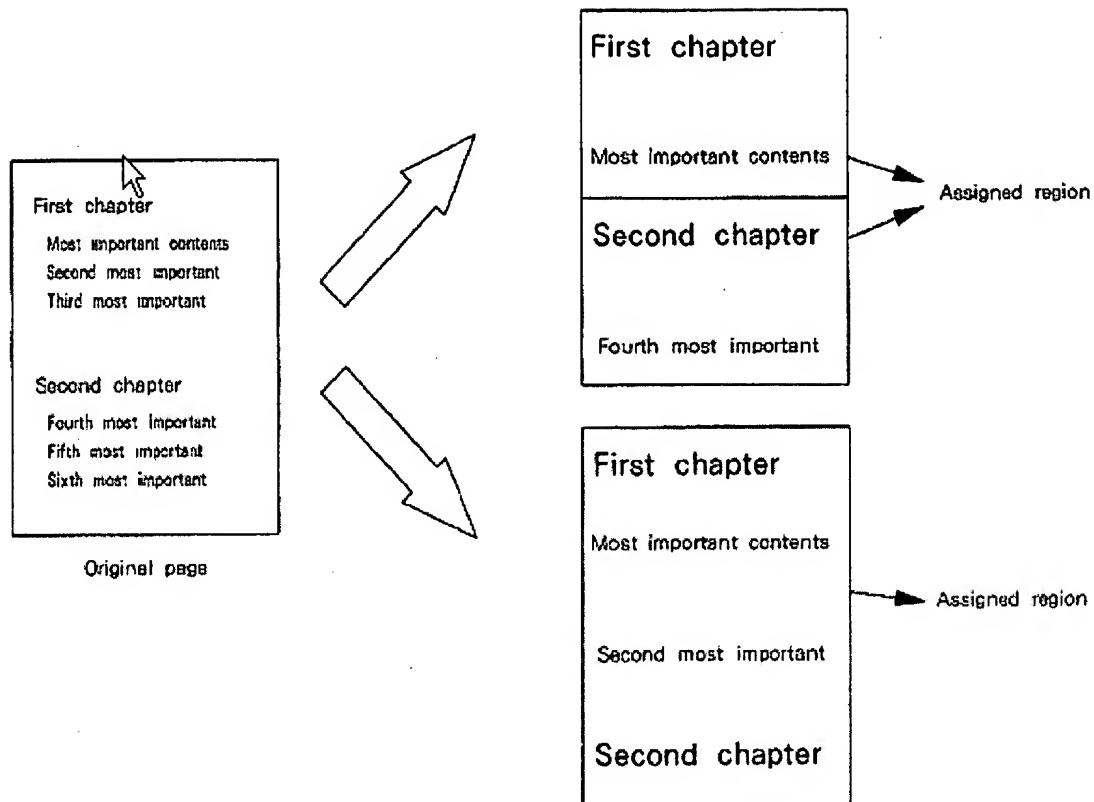 First chapter
Most important contents
Second most important
Third most important
Second chapter
Fourth most important
Fifth most important
Sixth most important
Original page
First chapter
Most important contents
Second chapter
Fourth most important
Assigned region
First chapter
Most important contents
Second most important
Second chapter
Assigned region